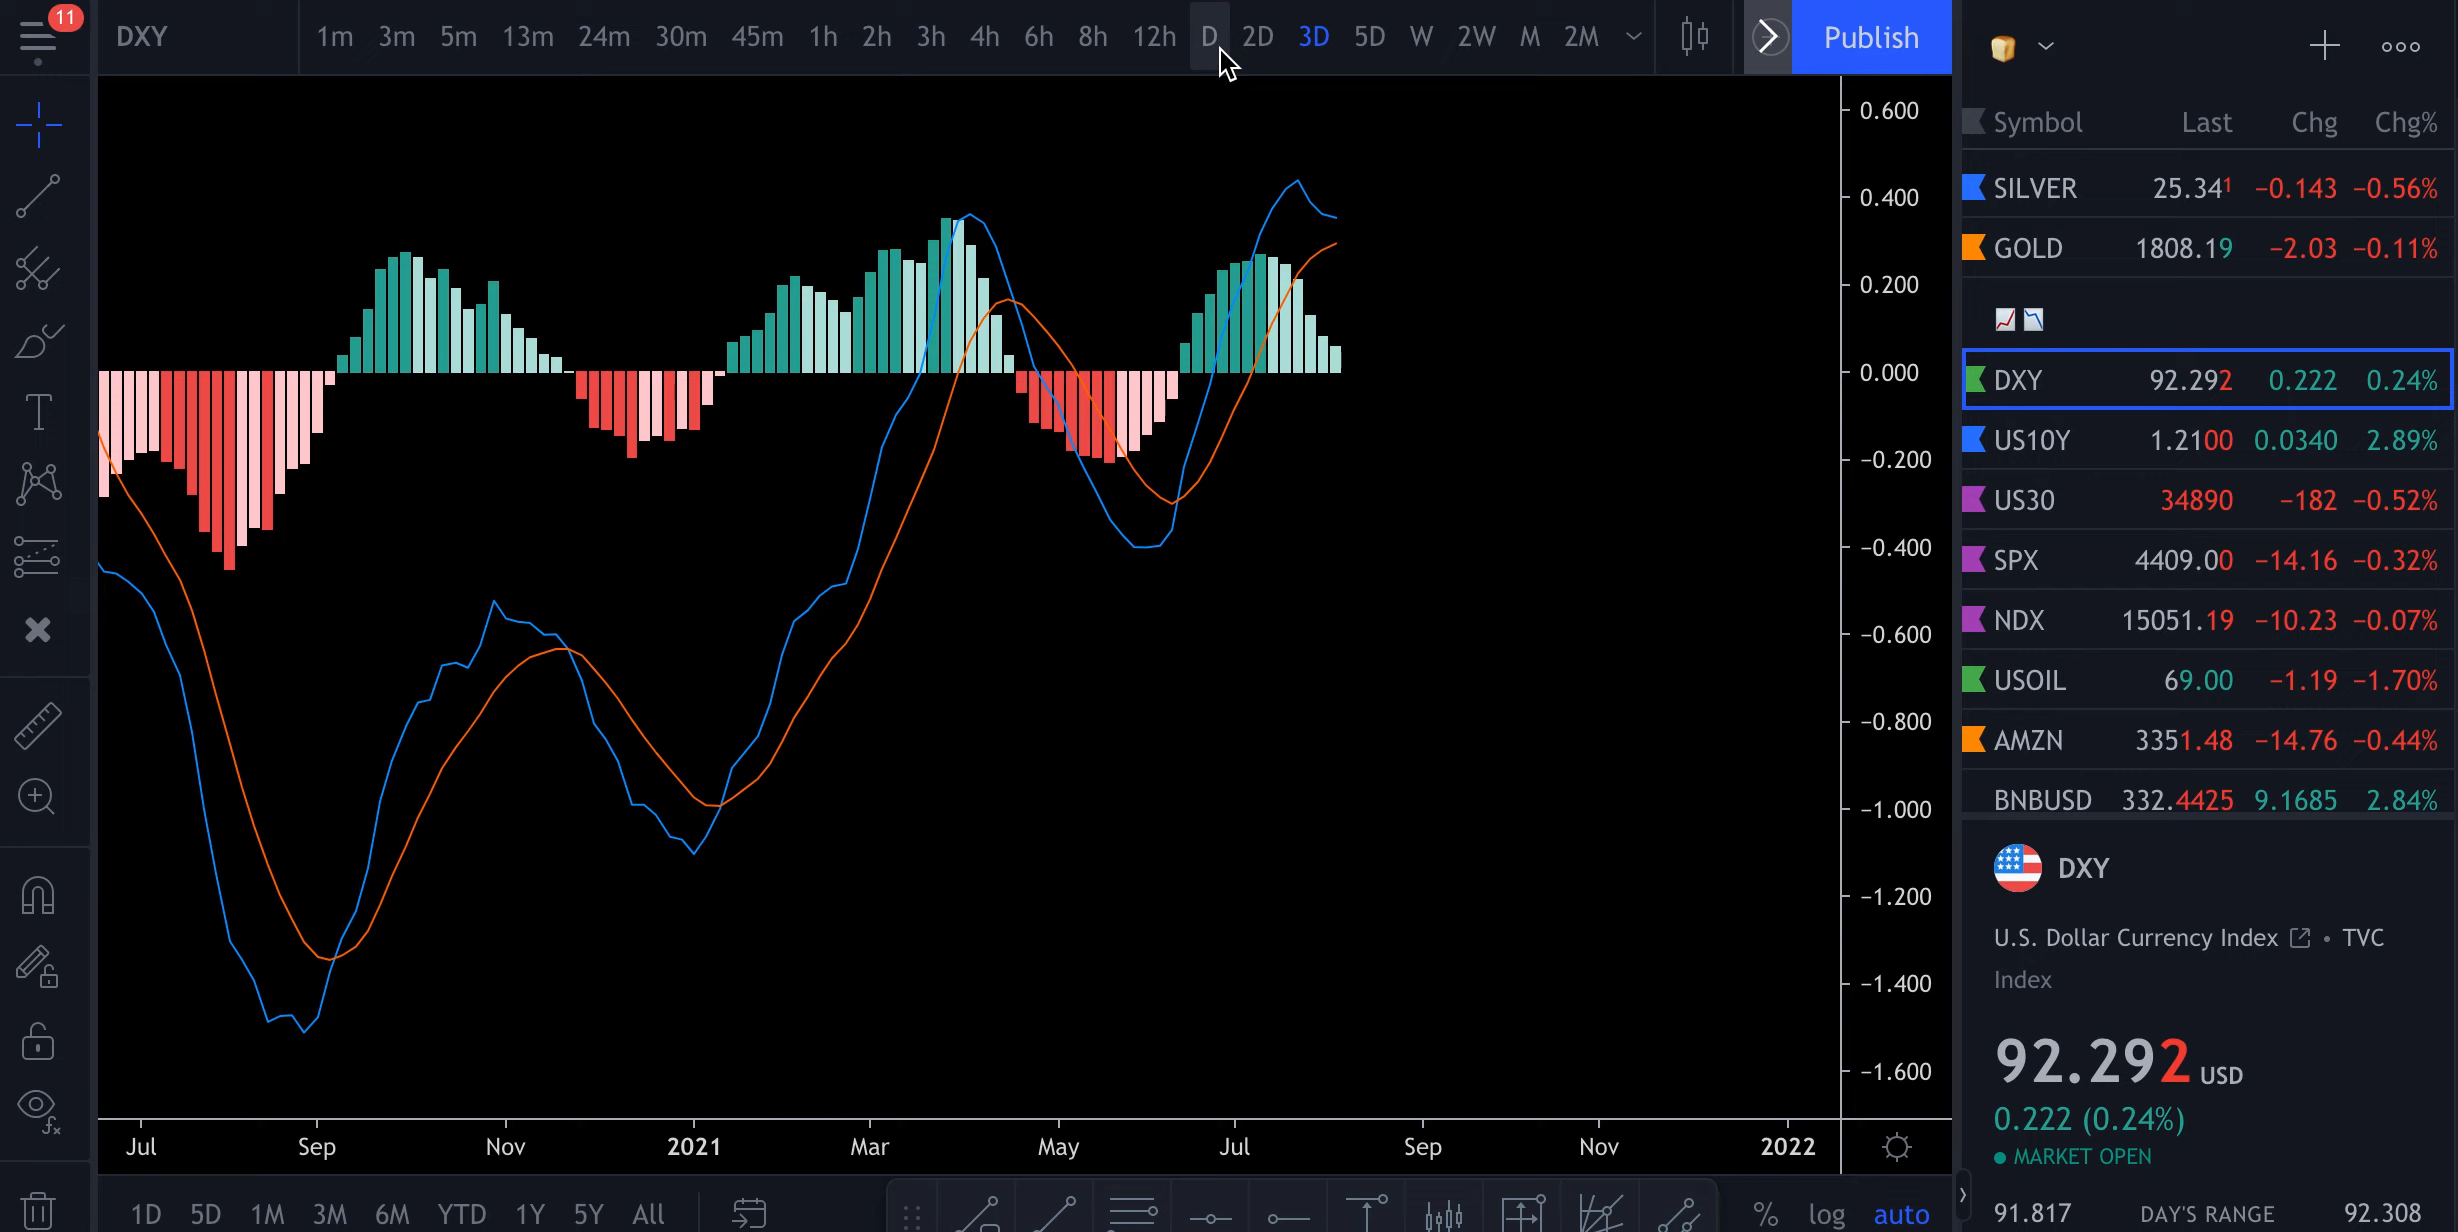 11
DXY 1m 3m 5m 13m 24m 30m 45m 1h 2h 3h 4h 6h 8h 12h D 2D 3D 5D W 2W M 2M Publish
0.600
0.400
0.200
0.000
−0.200
−0.400
−0.600
−0.800
−1.000
−1.200
−1.400
−1.600
Jul Sep Nov 2021 Mar May Jul Sep Nov 2022
1D 5D 1M 3M 6M YTD 1Y 5Y All % log auto
Symbol Last Chg Chg%
SILVER 25.341 −0.143 −0.56%
GOLD 1808.19 −2.03 −0.11%
DXY 92.292 0.222 0.24%
US10Y 1.2100 0.0340 2.89%
US30 34890 −182 −0.52%
SPX 4409.00 −14.16 −0.32%
NDX 15051.19 −10.23 −0.07%
USOIL 69.00 −1.19 −1.70%
AMZN 3351.48 −14.76 −0.44%
BNBUSD 332.4425 9.1685 2.84%
DXY
U.S. Dollar Currency Index • TVC
Index
92.292 USD
0.222 (0.24%)
MARKET OPEN
91.817 DAY'S RANGE 92.308